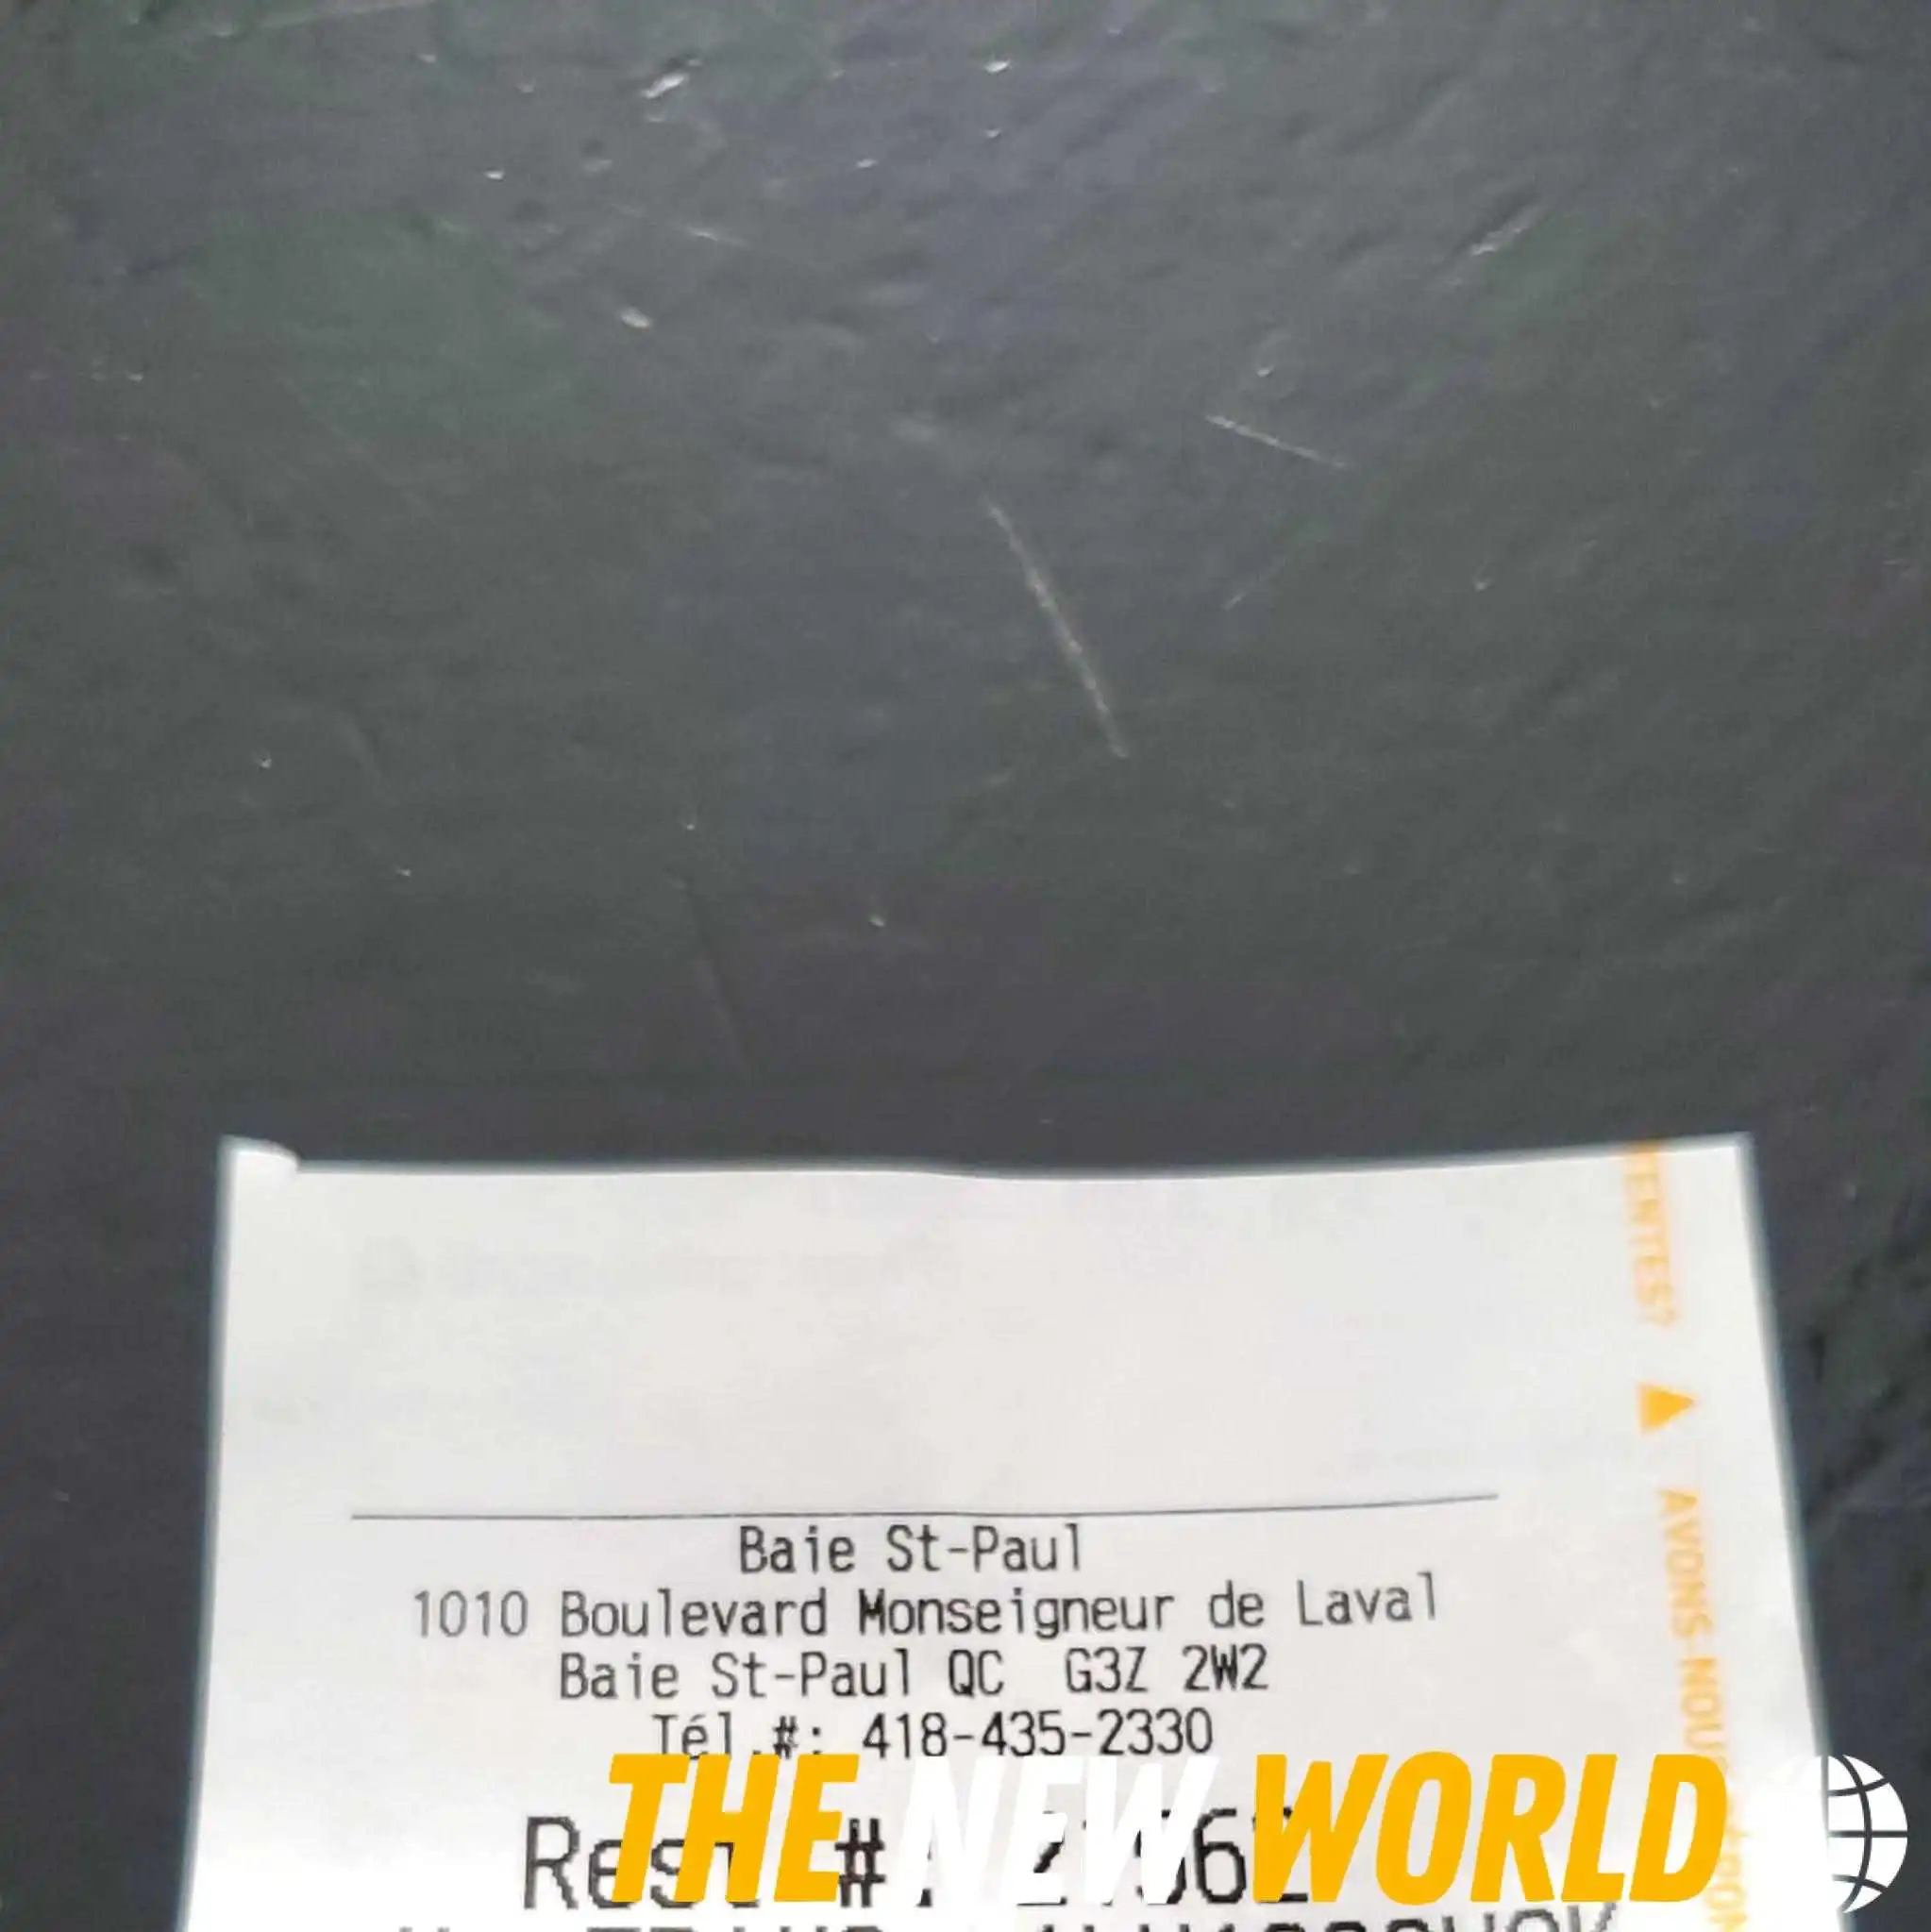 Baie St-Paul
1010 Boulevard Monseigneur de Laval
Baie St-Paul QC G3Z 2W2
Tél.#: 418-435-2330
THE NEW WORLD
TENTES?
AVONS-NOUS